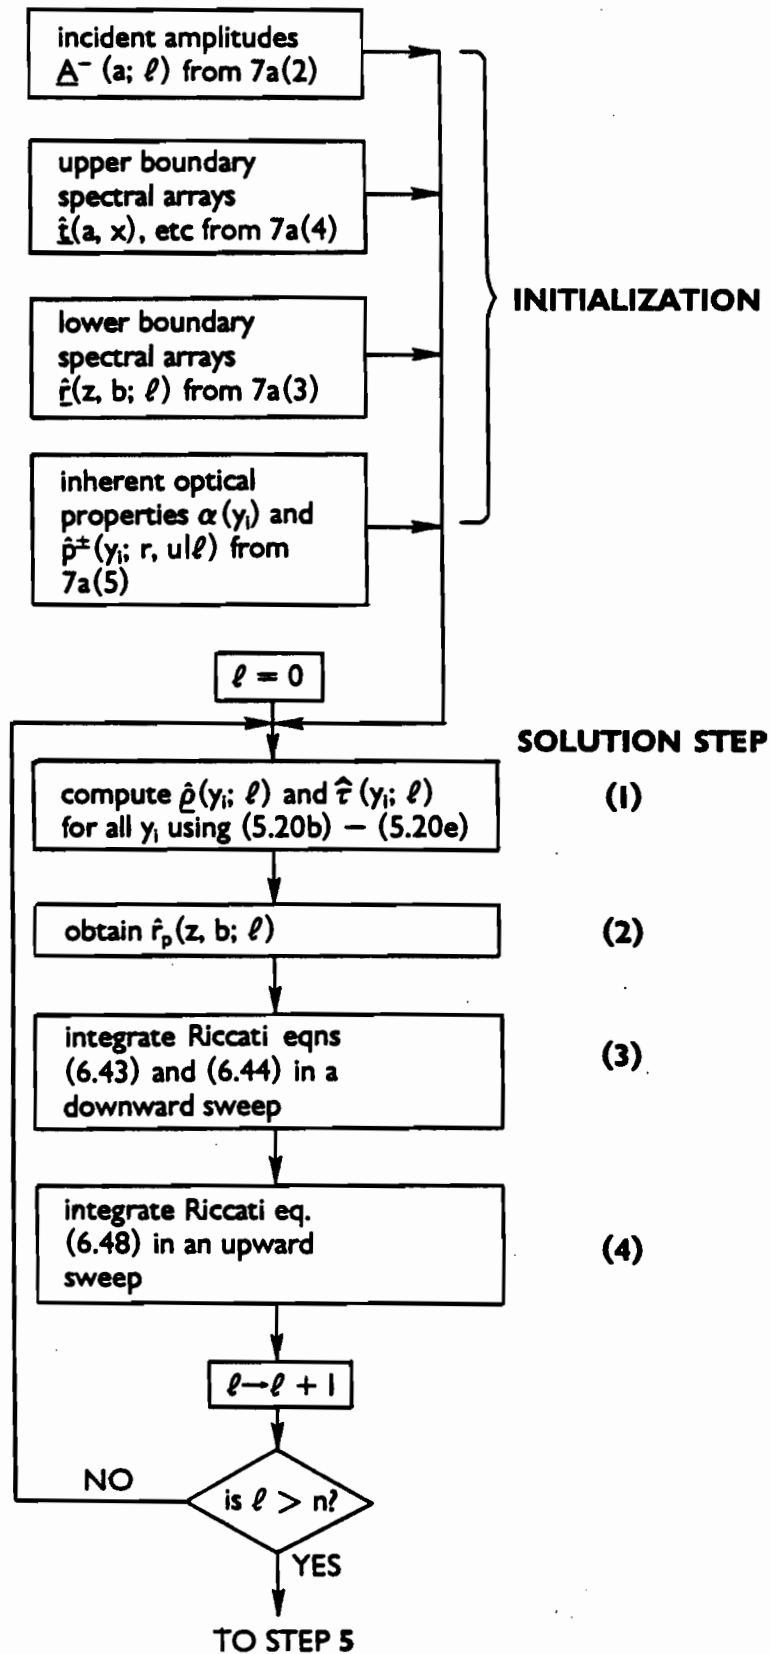 incident amplitudes
A̲⁻ (a; ℓ) from 7a(2)
upper boundary
spectral arrays
t̲̂(a, x), etc from 7a(4)
lower boundary
spectral arrays
r̲̂(z, b; ℓ) from 7a(3)
inherent optical
properties α(yᵢ) and
p̂±(yᵢ; r, u|ℓ) from
7a(5)
INITIALIZATION
ℓ = 0
SOLUTION STEP
compute ρ̲̂(yᵢ; ℓ) and τ̲̂ (yᵢ; ℓ)
for all yᵢ using (5.20b) – (5.20e)
(1)
obtain r̂ₚ(z, b; ℓ)
(2)
integrate Riccati eqns
(6.43) and (6.44) in a
downward sweep
(3)
integrate Riccati eq.
(6.48) in an upward
sweep
(4)
ℓ→ℓ + 1
NO
is ℓ > n?
YES
TO STEP 5